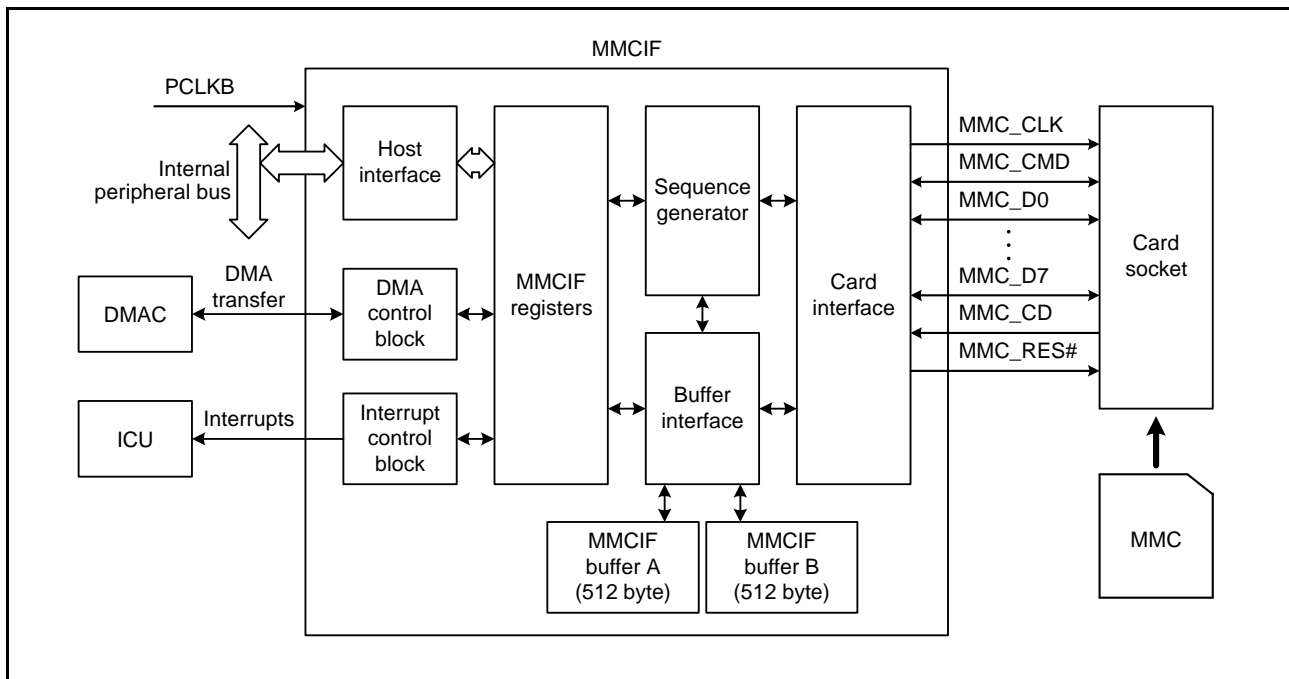 MMCIF
PCLKB
Internal
peripheral bus
Host
interface
DMAC
DMA
transfer
DMA
control
block
ICU
Interrupts
Interrupt
control
block
MMCIF
registers
Sequence
generator
Buffer
interface
MMCIF
buffer A
(512 byte)
MMCIF
buffer B
(512 byte)
Card
interface
MMC_CLK
MMC_CMD
MMC_D0
MMC_D7
MMC_CD
MMC_RES#
Card
socket
MMC